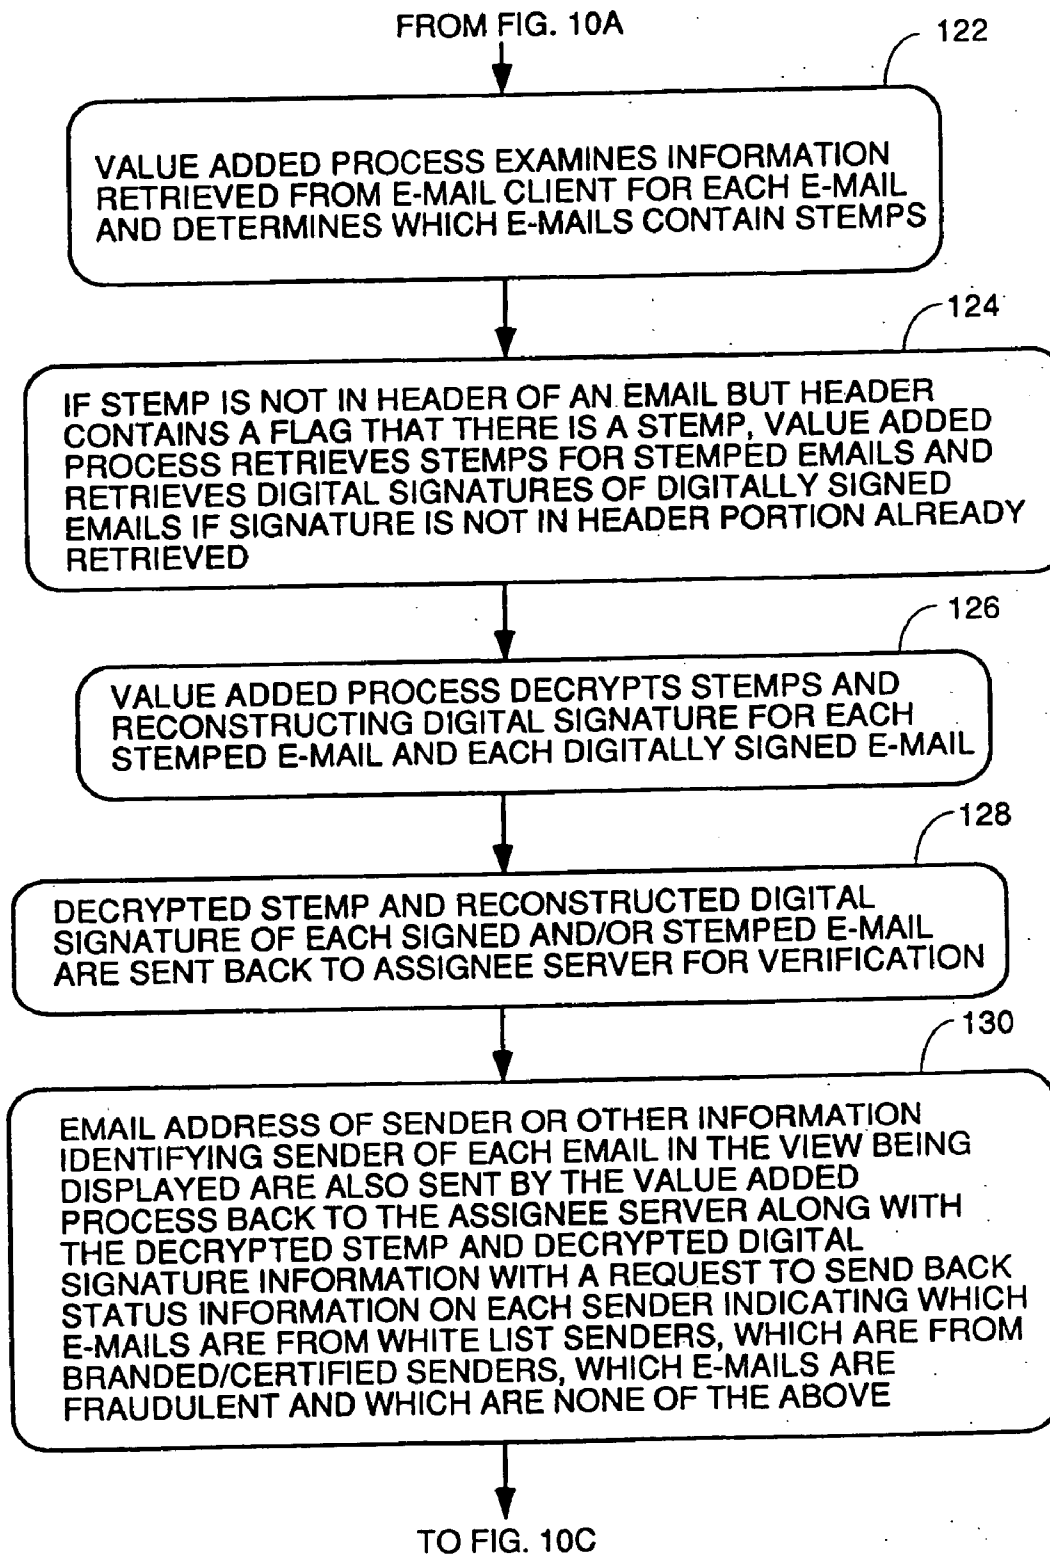 FROM FIG. 10A
122
VALUE ADDED PROCESS EXAMINES INFORMATION
RETRIEVED FROM E-MAIL CLIENT FOR EACH E-MAIL
AND DETERMINES WHICH E-MAILS CONTAIN STEMPS
124
IF STEMP IS NOT IN HEADER OF AN EMAIL BUT HEADER
CONTAINS A FLAG THAT THERE IS A STEMP, VALUE ADDED
PROCESS RETRIEVES STEMPS FOR STEMPED EMAILS AND
RETRIEVES DIGITAL SIGNATURES OF DIGITALLY SIGNED
EMAILS IF SIGNATURE IS NOT IN HEADER PORTION ALREADY
RETRIEVED
126
VALUE ADDED PROCESS DECRYPTS STEMPS AND
RECONSTRUCTING DIGITAL SIGNATURE FOR EACH
STEMPED E-MAIL AND EACH DIGITALLY SIGNED E-MAIL
128
DECRYPTED STEMP AND RECONSTRUCTED DIGITAL
SIGNATURE OF EACH SIGNED AND/OR STEMPED E-MAIL
ARE SENT BACK TO ASSIGNEE SERVER FOR VERIFICATION
130
EMAIL ADDRESS OF SENDER OR OTHER INFORMATION
IDENTIFYING SENDER OF EACH EMAIL IN THE VIEW BEING
DISPLAYED ARE ALSO SENT BY THE VALUE ADDED
PROCESS BACK TO THE ASSIGNEE SERVER ALONG WITH
THE DECRYPTED STEMP AND DECRYPTED DIGITAL
SIGNATURE INFORMATION WITH A REQUEST TO SEND BACK
STATUS INFORMATION ON EACH SENDER INDICATING WHICH
E-MAILS ARE FROM WHITE LIST SENDERS, WHICH ARE FROM
BRANDED/CERTIFIED SENDERS, WHICH E-MAILS ARE
FRAUDULENT AND WHICH ARE NONE OF THE ABOVE
TO FIG. 10C